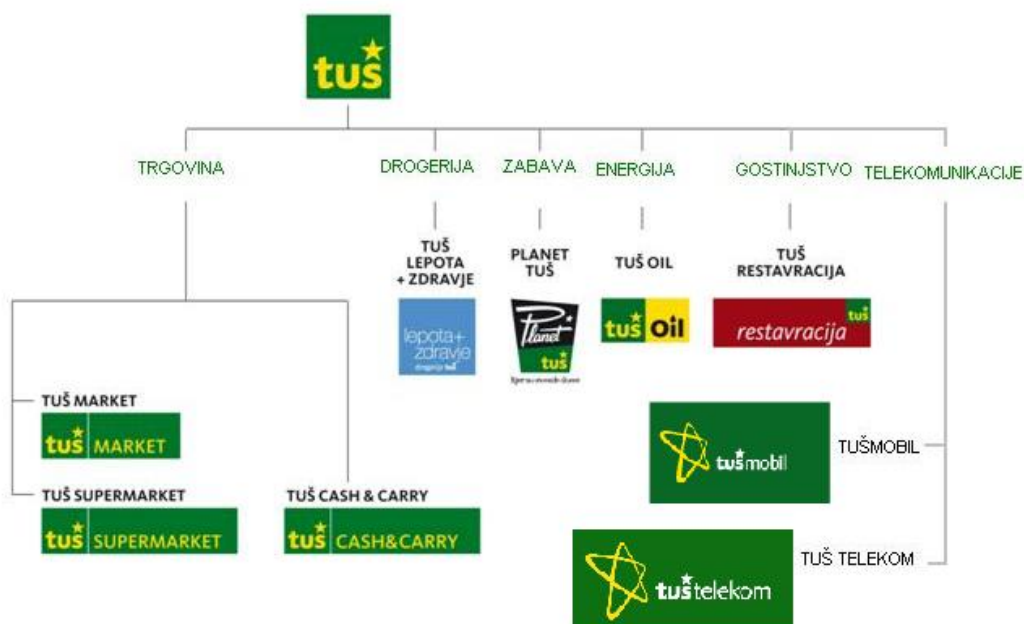 tuš
TRGOVINA
DROGERIJA
ZABAVA
ENERGIJA
GOSTINJSTVO
TELEKOMUNIKACIJE
TUŠ
LEPOTA
+ ZDRAVJE
PLANET
TUŠ
TUŠ OIL
TUŠ
RESTAVRACIJA
lepota+
zdravje
drogerije tuš
Planet
tuš
tuš Oil
tuš
restavracija
TUŠ MARKET
tuš MARKET
TUŠ SUPERMARKET
tuš SUPERMARKET
TUŠ CASH & CARRY
tuš CASH&CARRY
tušmobil
TUŠMOBIL
tuštelekom
TUŠ TELEKOM